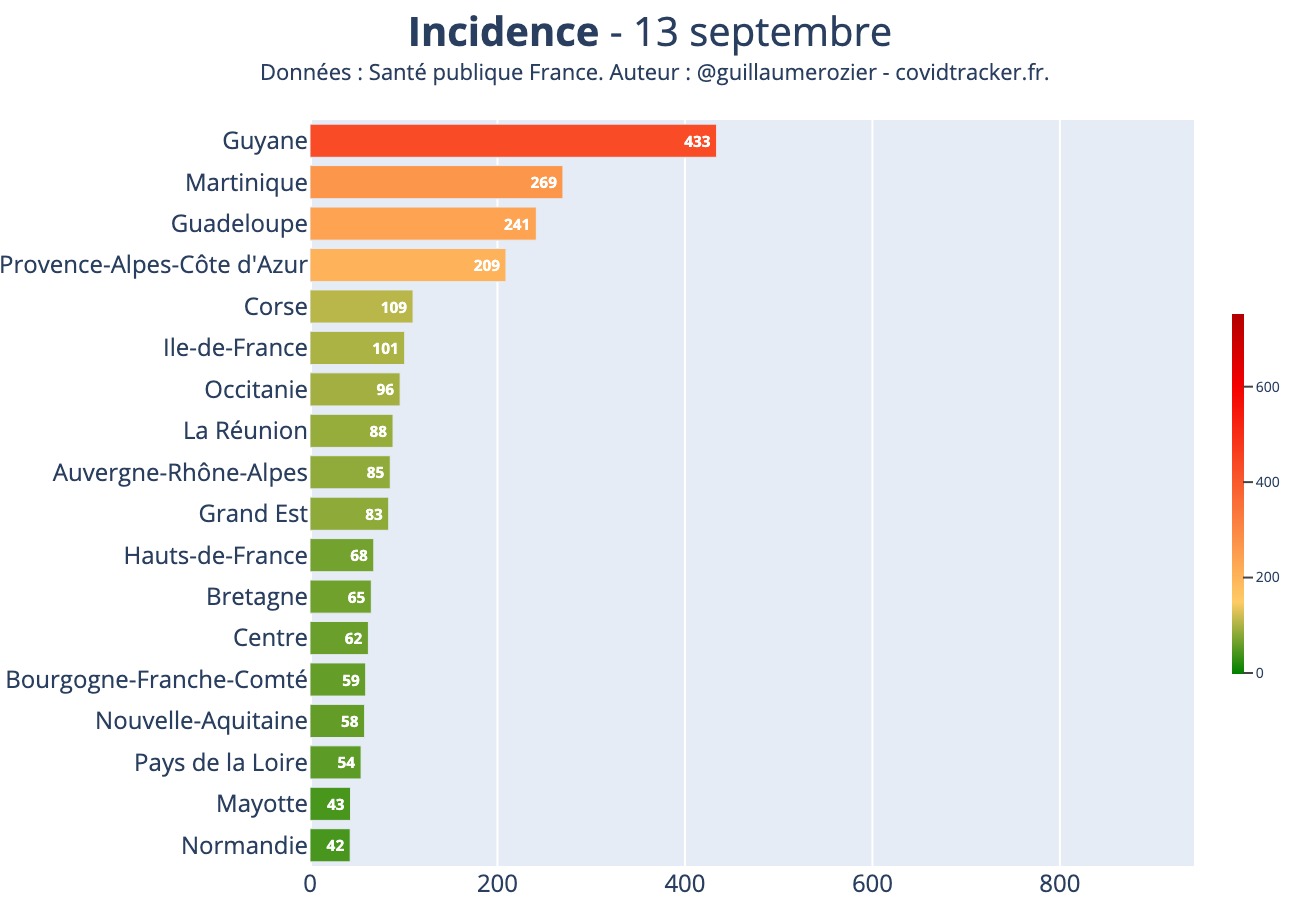 Incidence - 13 septembre
Données : Santé publique France. Auteur : @guillaumerozier - covidtracker.fr.
Guyane 433
Martinique 269
Guadeloupe 241
Provence-Alpes-Côte d'Azur 209
Corse 109
Ile-de-France 101
Occitanie 96
La Réunion 88
Auvergne-Rhône-Alpes 85
Grand Est 83
Hauts-de-France 68
Bretagne 65
Centre 62
Bourgogne-Franche-Comté 59
Nouvelle-Aquitaine 58
Pays de la Loire 54
Mayotte 43
Normandie 42
0 200 400 600 800
600
400
200
0